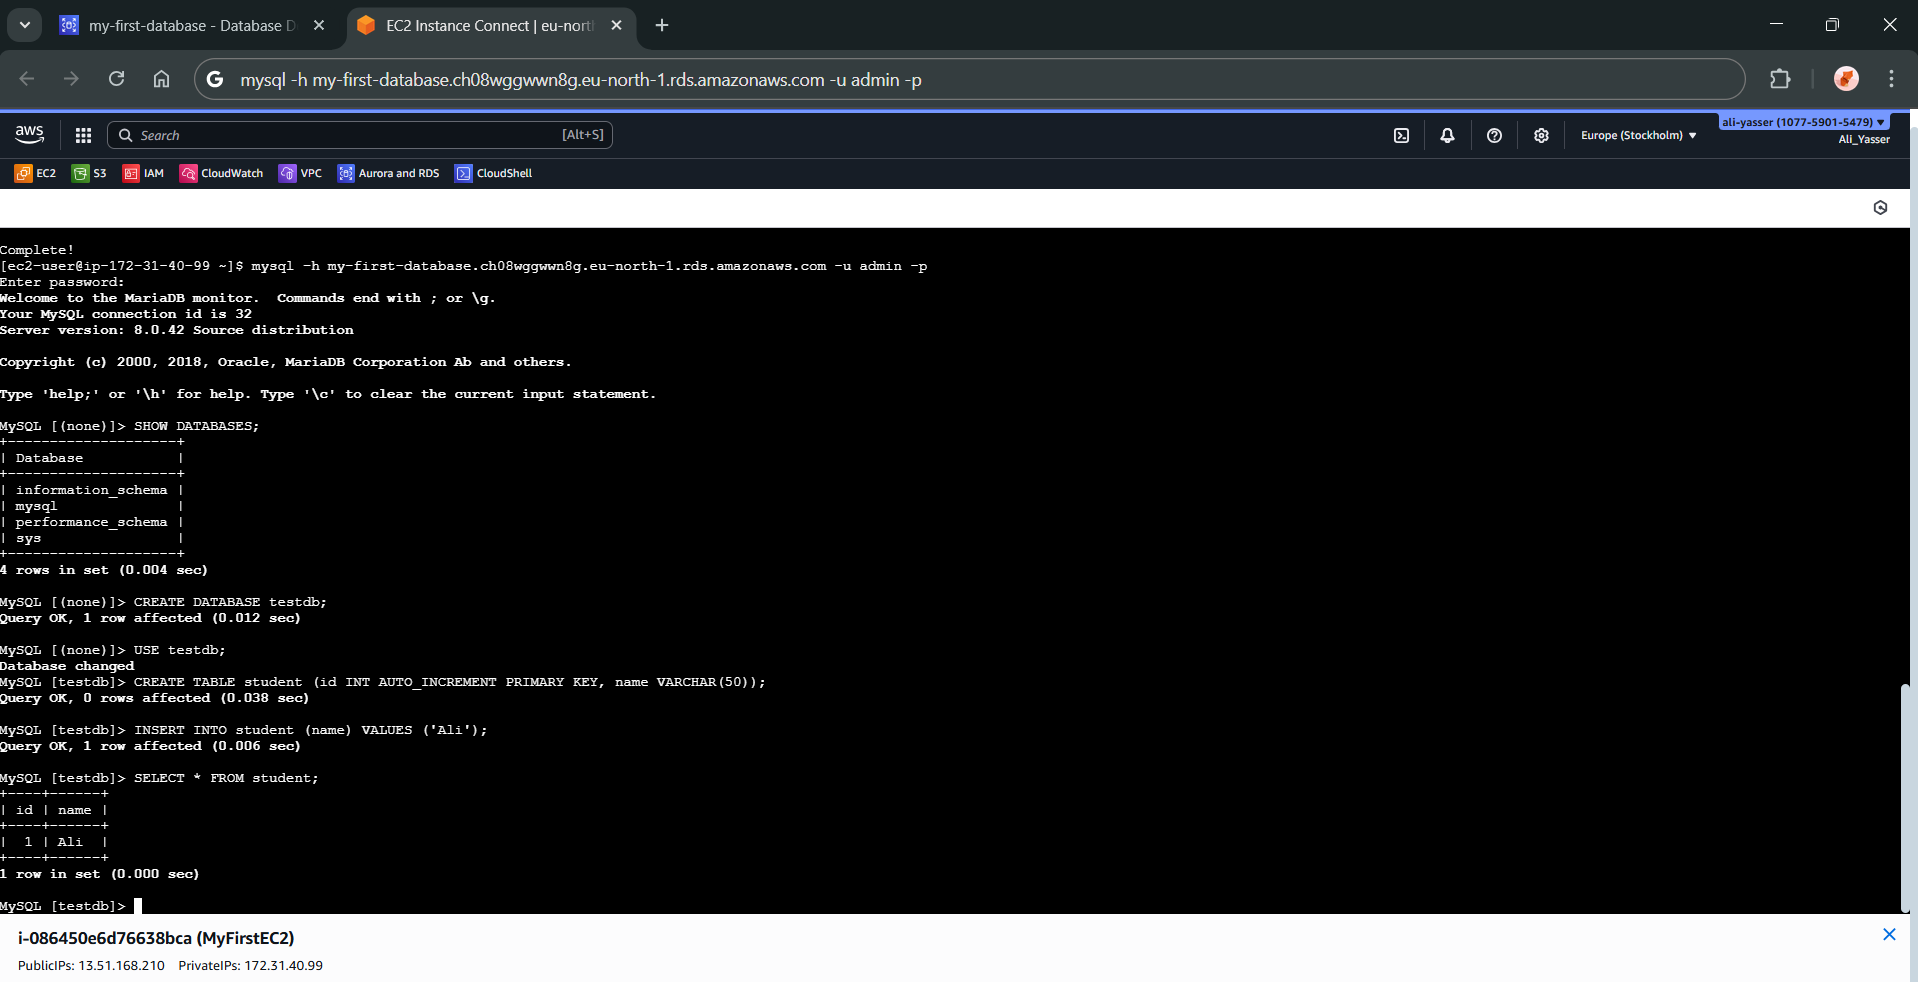 my-first-database - Database D
EC2 Instance Connect | eu-nort
mysql -h my-first-database.ch08wggwwn8g.eu-north-1.rds.amazonaws.com -u admin -p
aws
Search
[Alt+S]
Europe (Stockholm)
ali-yasser (1077-5901-5479)
Ali_Yasser
EC2
S3
IAM
CloudWatch
VPC
Aurora and RDS
CloudShell
Complete!
[ec2-user@ip-172-31-40-99 ~]$ mysql -h my-first-database.ch08wggwwn8g.eu-north-1.rds.amazonaws.com -u admin -p
Enter password:
Welcome to the MariaDB monitor.  Commands end with ; or \g.
Your MySQL connection id is 32
Server version: 8.0.42 Source distribution
Copyright (c) 2000, 2018, Oracle, MariaDB Corporation Ab and others.
Type 'help;' or '\h' for help. Type '\c' to clear the current input statement.
MySQL [(none)]> SHOW DATABASES;
+--------------------+
| Database           |
+--------------------+
| information_schema |
| mysql              |
| performance_schema |
| sys                |
+--------------------+
4 rows in set (0.004 sec)
MySQL [(none)]> CREATE DATABASE testdb;
Query OK, 1 row affected (0.012 sec)
MySQL [(none)]> USE testdb;
Database changed
MySQL [testdb]> CREATE TABLE student (id INT AUTO_INCREMENT PRIMARY KEY, name VARCHAR(50));
Query OK, 0 rows affected (0.038 sec)
MySQL [testdb]> INSERT INTO student (name) VALUES ('Ali');
Query OK, 1 row affected (0.006 sec)
MySQL [testdb]> SELECT * FROM student;
+----+------+
| id | name |
+----+------+
|  1 | Ali  |
+----+------+
1 row in set (0.000 sec)
MySQL [testdb]>
i-086450e6d76638bca (MyFirstEC2)
PublicIPs: 13.51.168.210    PrivateIPs: 172.31.40.99